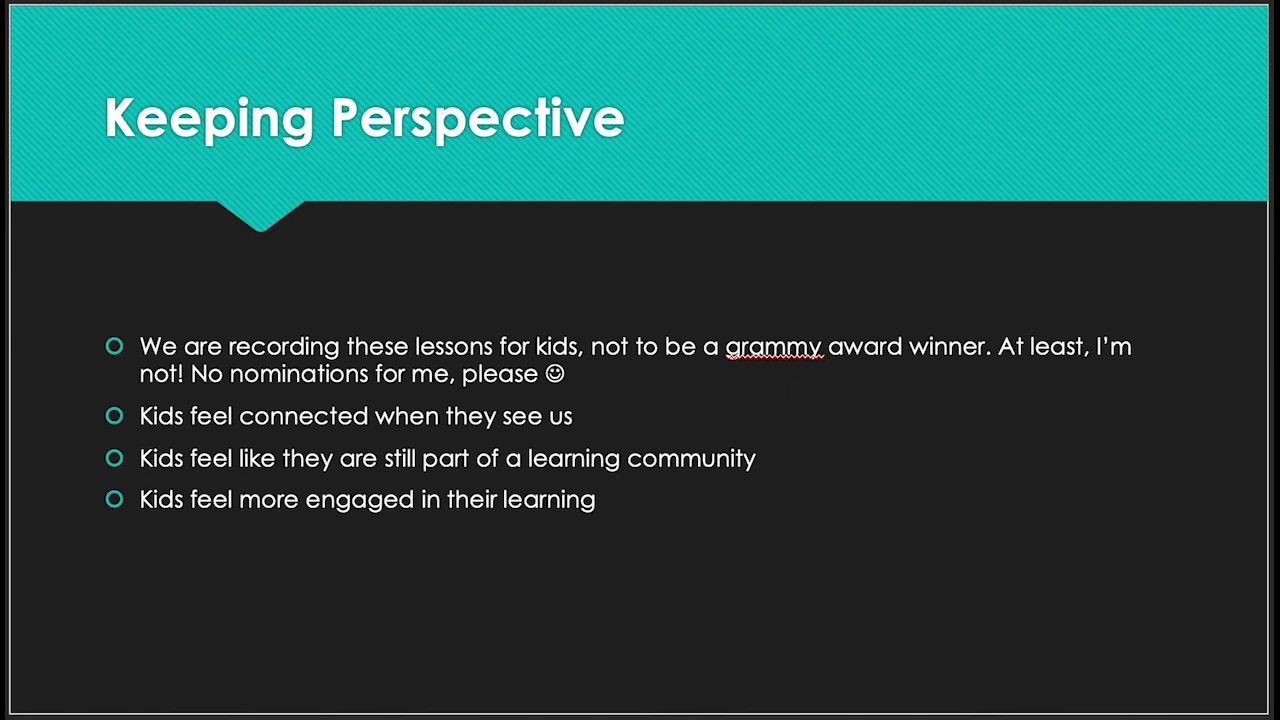 Keeping Perspective
We are recording these lessons for kids, not to be a grammy award winner. At least, I'm
not! No nominations for me, please ☺
Kids feel connected when they see us
Kids feel like they are still part of a learning community
Kids feel more engaged in their learning